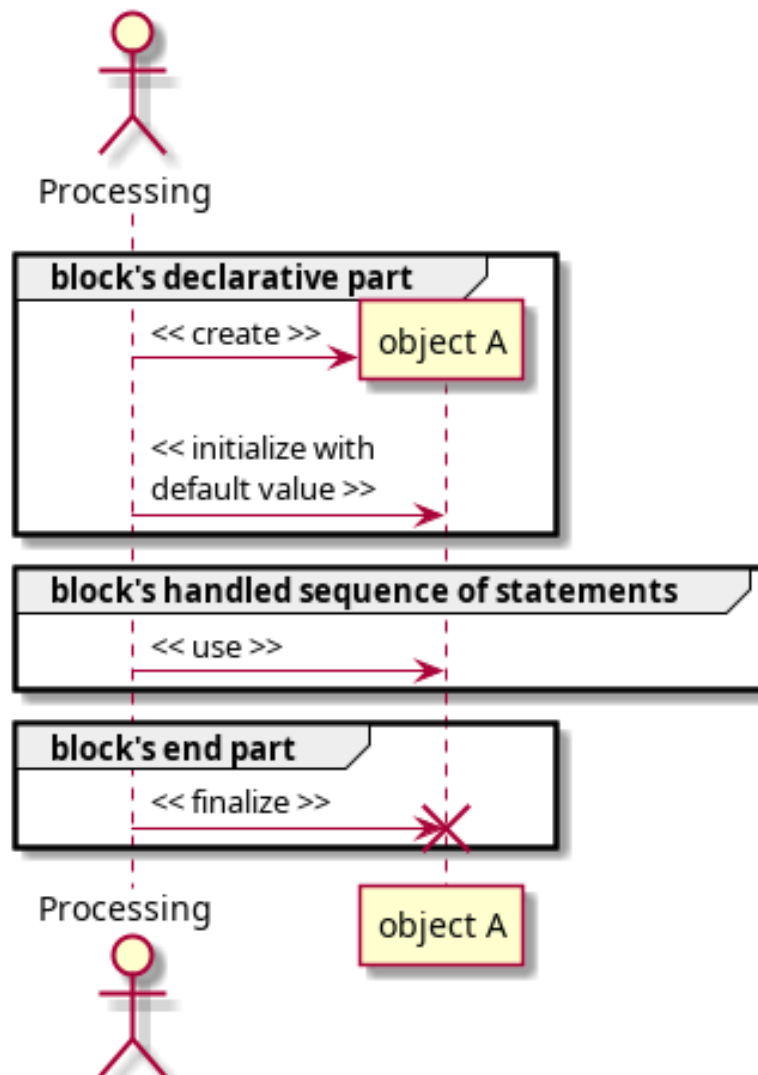 Processing
block's declarative part
<< create >>
object A
<< initialize with
default value >>
block's handled sequence of statements
<< use >>
block's end part
<< finalize >>
Processing
object A